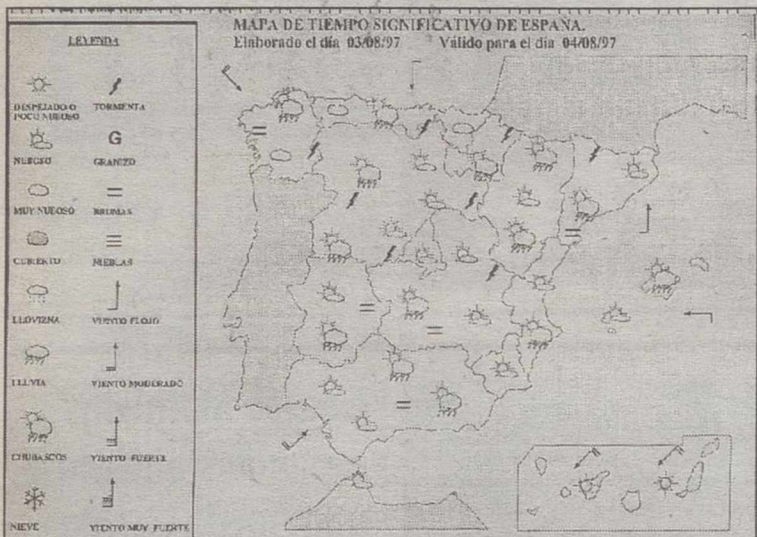 MAPA DE TIEMPO SIGNIFICATIVO DE ESPAÑA.
Elaborado el día 03/08/97 Válido para el día 04/08/97
LEYENDA
DESPEJADO O
POCO NUBOSO
TORMENTA
NUBOSO
G
GRANIZO
MUY NUBOSO
BRUMAS
CUBIERTO
NIEBLAS
LLOVIZNA
VIENTO FLOJO
LLUVIA
VIENTO MODERADO
CHUBASCOS
VIENTO FUERTE
NIEVE
VIENTO MUY FUERTE